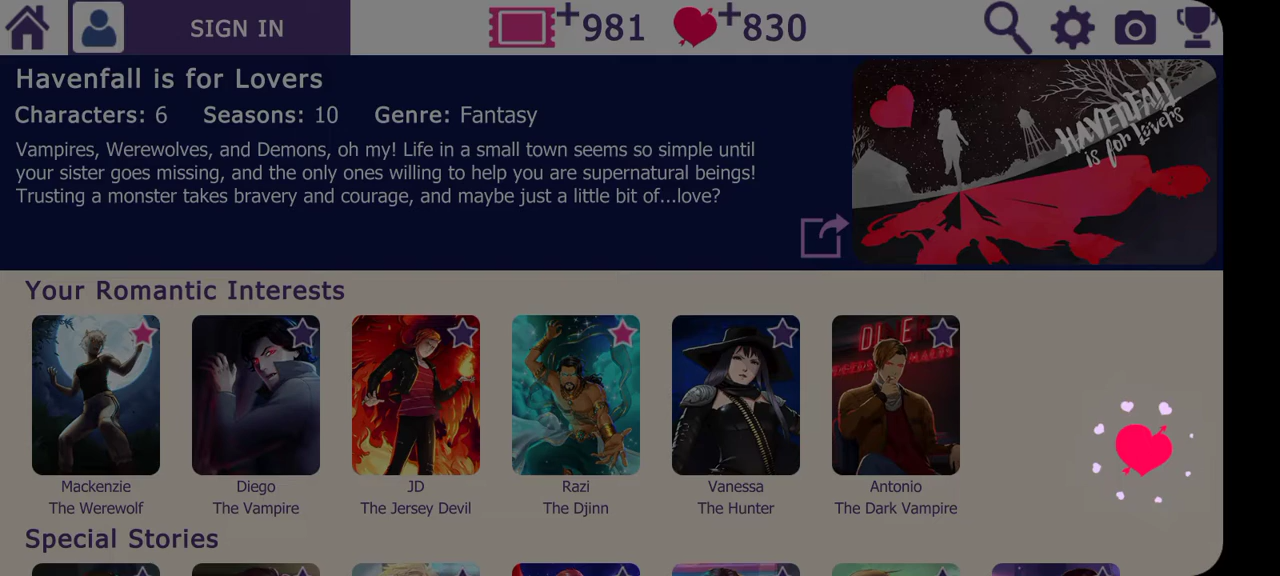 SIGN IN
+981
+830
Havenfall is for Lovers
Characters: 6 Seasons: 10 Genre: Fantasy
Vampires, Werewolves, and Demons, oh my! Life in a small town seems so simple until
your sister goes missing, and the only ones willing to help you are supernatural beings!
Trusting a monster takes bravery and courage, and maybe just a little bit of...love?
HAVENFALL
is for Lovers
Your Romantic Interests
Mackenzie
The Werewolf
Diego
The Vampire
JD
The Jersey Devil
Razi
The Djinn
Vanessa
The Hunter
Antonio
The Dark Vampire
Special Stories